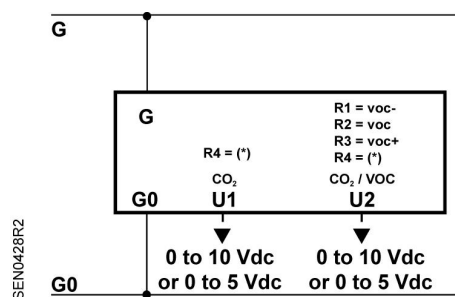 G
G
R4 = (*)
CO₂
U1
R1 = voc-
R2 = voc
R3 = voc+
R4 = (*)
CO₂ / VOC
U2
G0
0 to 10 Vdc
or 0 to 5 Vdc
0 to 10 Vdc
or 0 to 5 Vdc
G0
SEN0428R2